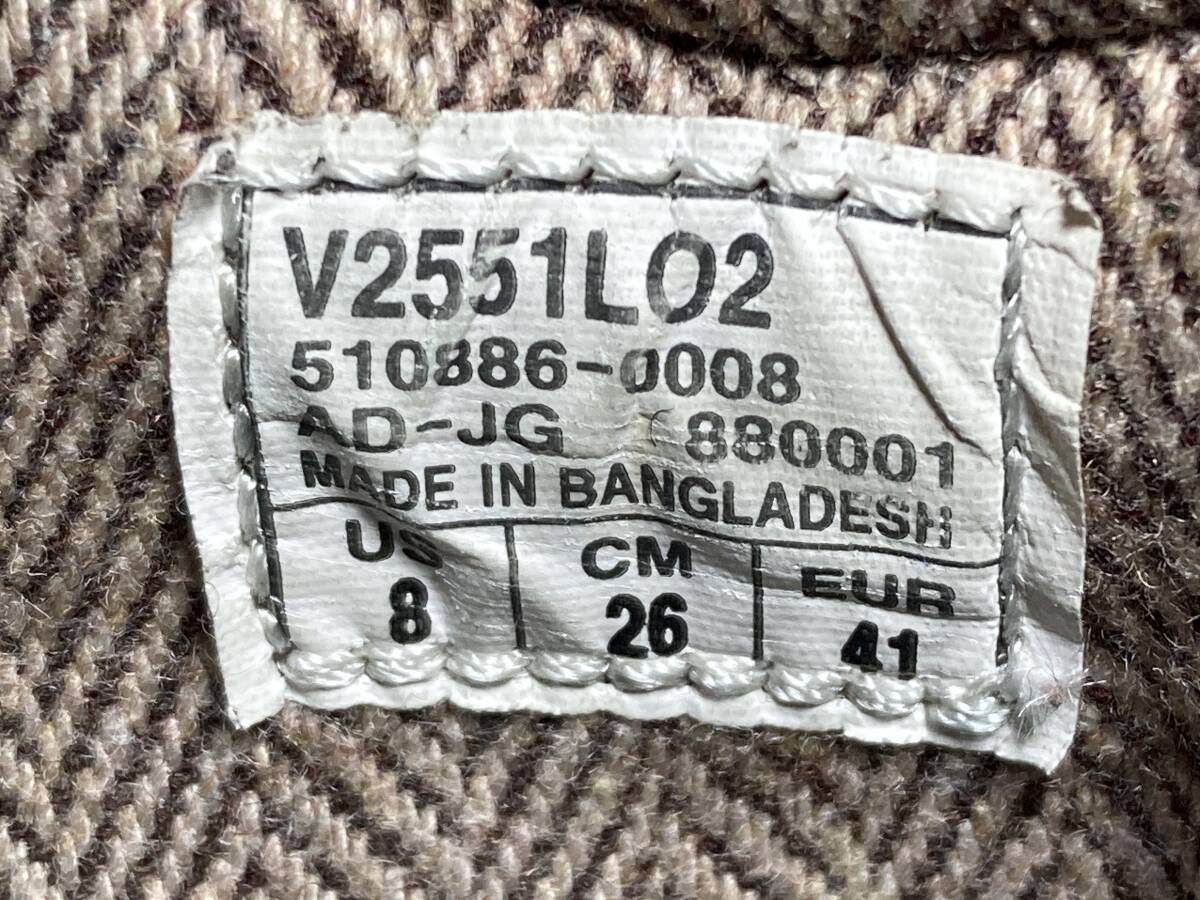 V2551LO2
510886-0008
AD-JG 880001
MADE IN BANGLADESH
US CM EUR
8 26 41